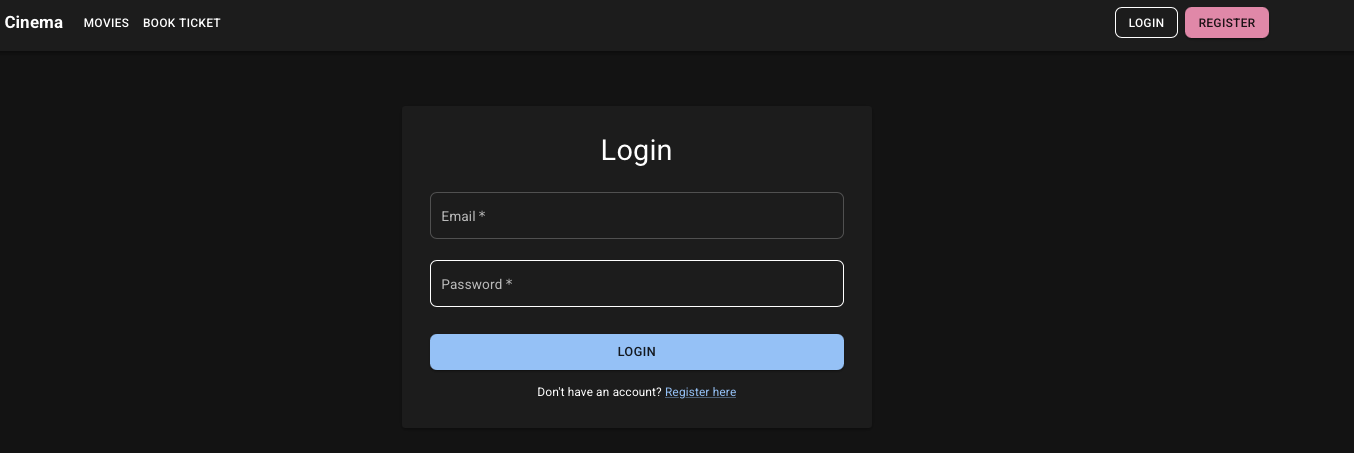 Cinema MOVIES BOOK TICKET LOGIN REGISTER
Login
Email *
Password *
LOGIN
Don't have an account? Register here